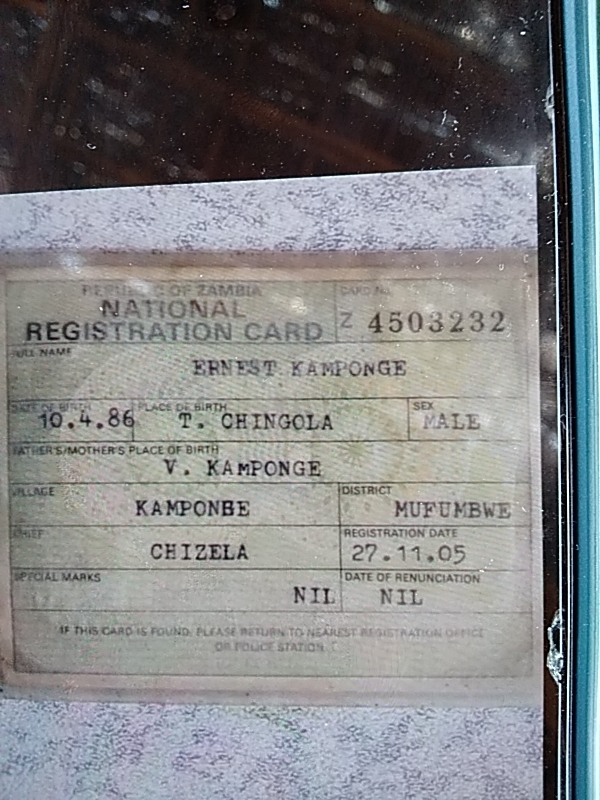 REPUBLIC OF ZAMBIA
NATIONAL
REGISTRATION CARD
CARD No.
Z 4503232
FULL NAME
ERNEST KAMPONGE
DATE OF BIRTH
10.4.86
PLACE OF BIRTH
T. CHINGOLA
SEX
MALE
FATHER'S/MOTHER'S PLACE OF BIRTH
V. KAMPONGE
VILLAGE
KAMPONBE
DISTRICT
MUFUMBWE
CHIEF
CHIZELA
REGISTRATION DATE
27.11.05
SPECIAL MARKS
NIL
DATE OF RENUNCIATION
NIL
IF THIS CARD IS FOUND, PLEASE RETURN TO NEAREST REGISTRATION OFFICE
OR POLICE STATION